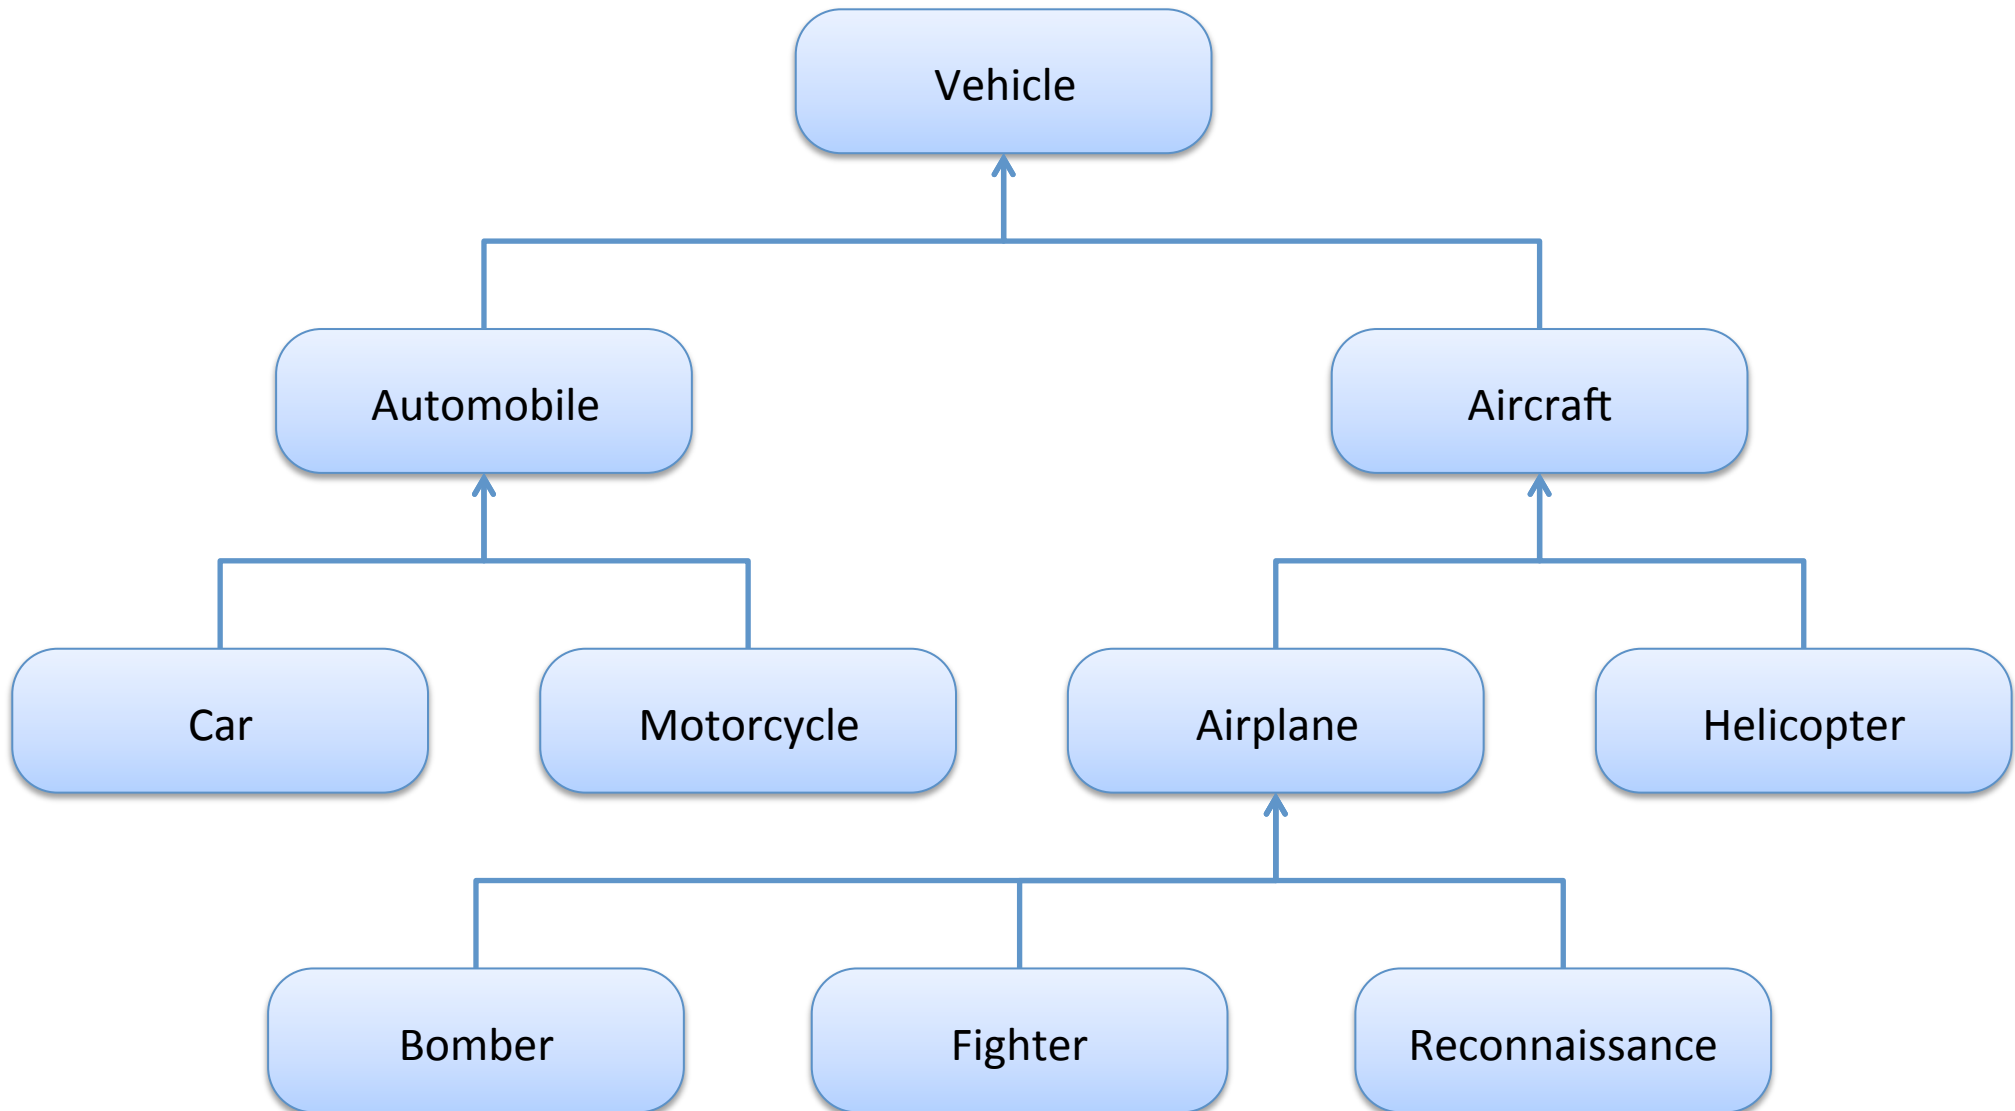 Vehicle
Automobile
Aircraft
Car
Motorcycle
Airplane
Helicopter
Bomber
Fighter
Reconnaissance